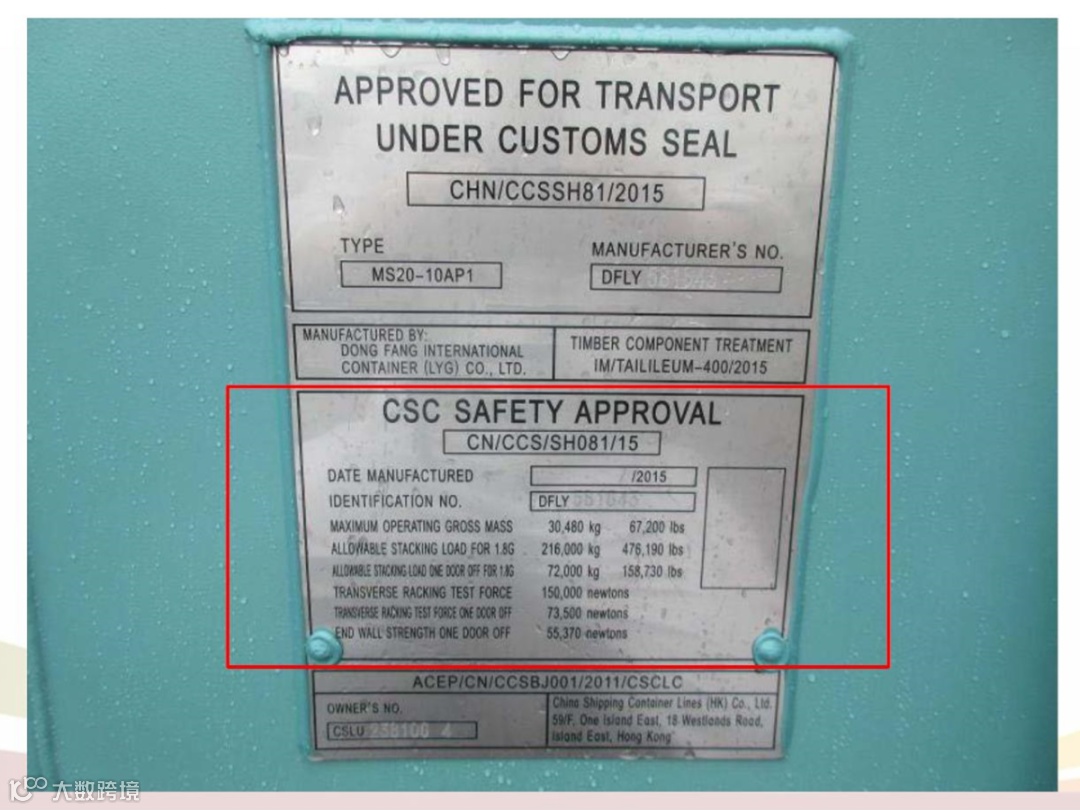 APPROVED FOR TRANSPORT
UNDER CUSTOMS SEAL
CHN/CCSSH81/2015
TYPE
MS20-10AP1
MANUFACTURER'S NO.
DFLY
MANUFACTURED BY:
DONG FANG INTERNATIONAL
CONTAINER (LYG) CO., LTD.
TIMBER COMPONENT TREATMENT
IM/TAILILEUM-400/2015
CSC SAFETY APPROVAL
CN/CCS/SH081/15
DATE MANUFACTURED /2015
IDENTIFICATION NO. DFLY
MAXIMUM OPERATING GROSS MASS 30,480 kg 67,200 lbs
ALLOWABLE STACKING LOAD FOR 1.8G 216,000 kg 476,190 lbs
ALLOWABLE STACKING LOAD ONE DOOR OFF FOR 1.8G 72,000 kg 158,730 lbs
TRANSVERSE RACKING TEST FORCE 150,000 newtons
TRANSVERSE RACKING TEST FORCE ONE DOOR OFF 73,500 newtons
END WALL STRENGTH ONE DOOR OFF 55,370 newtons
ACEP/CN/CCSBJ001/2011/CSCLC
OWNER'S NO.
CSLU 236100 4
China Shipping Container Lines (HK) Co., Ltd.
59/F, One Island East, 18 Westlands Road,
Island East, Hong Kong
大数跨境